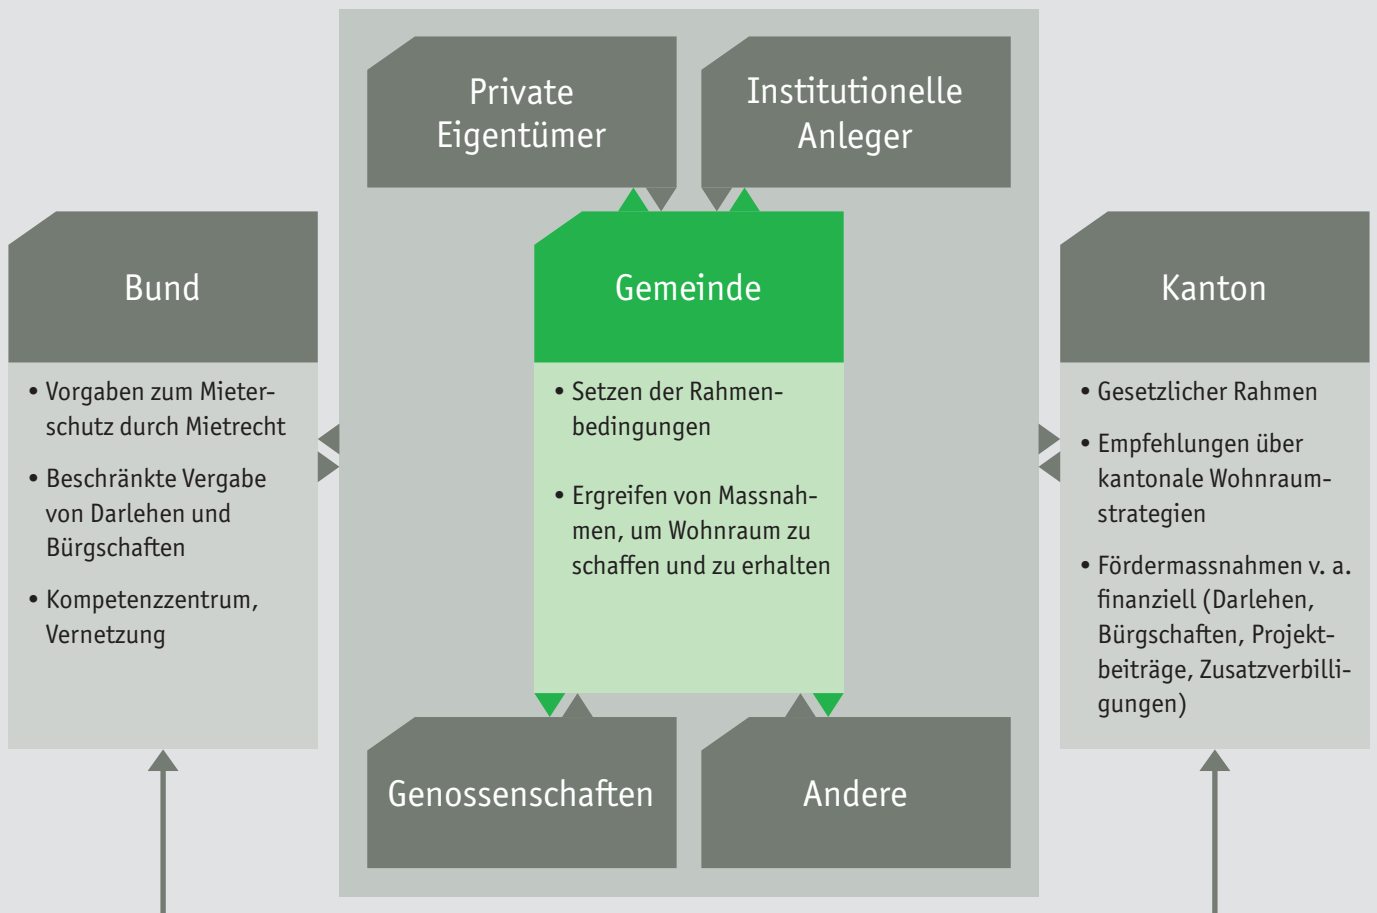 Private
Eigentümer
Institutionelle
Anleger
Bund
• Vorgaben zum Mieter-
schutz durch Mietrecht
• Beschränkte Vergabe
von Darlehen und
Bürgschaften
• Kompetenzzentrum,
Vernetzung
Gemeinde
• Setzen der Rahmen-
bedingungen
• Ergreifen von Massnah-
men, um Wohnraum zu
schaffen und zu erhalten
Kanton
• Gesetzlicher Rahmen
• Empfehlungen über
kantonale Wohnraum-
strategien
• Fördermassnahmen v. a.
finanziell (Darlehen,
Bürgschaften, Projekt-
beiträge, Zusatzverbilli-
gungen)
Genossenschaften
Andere